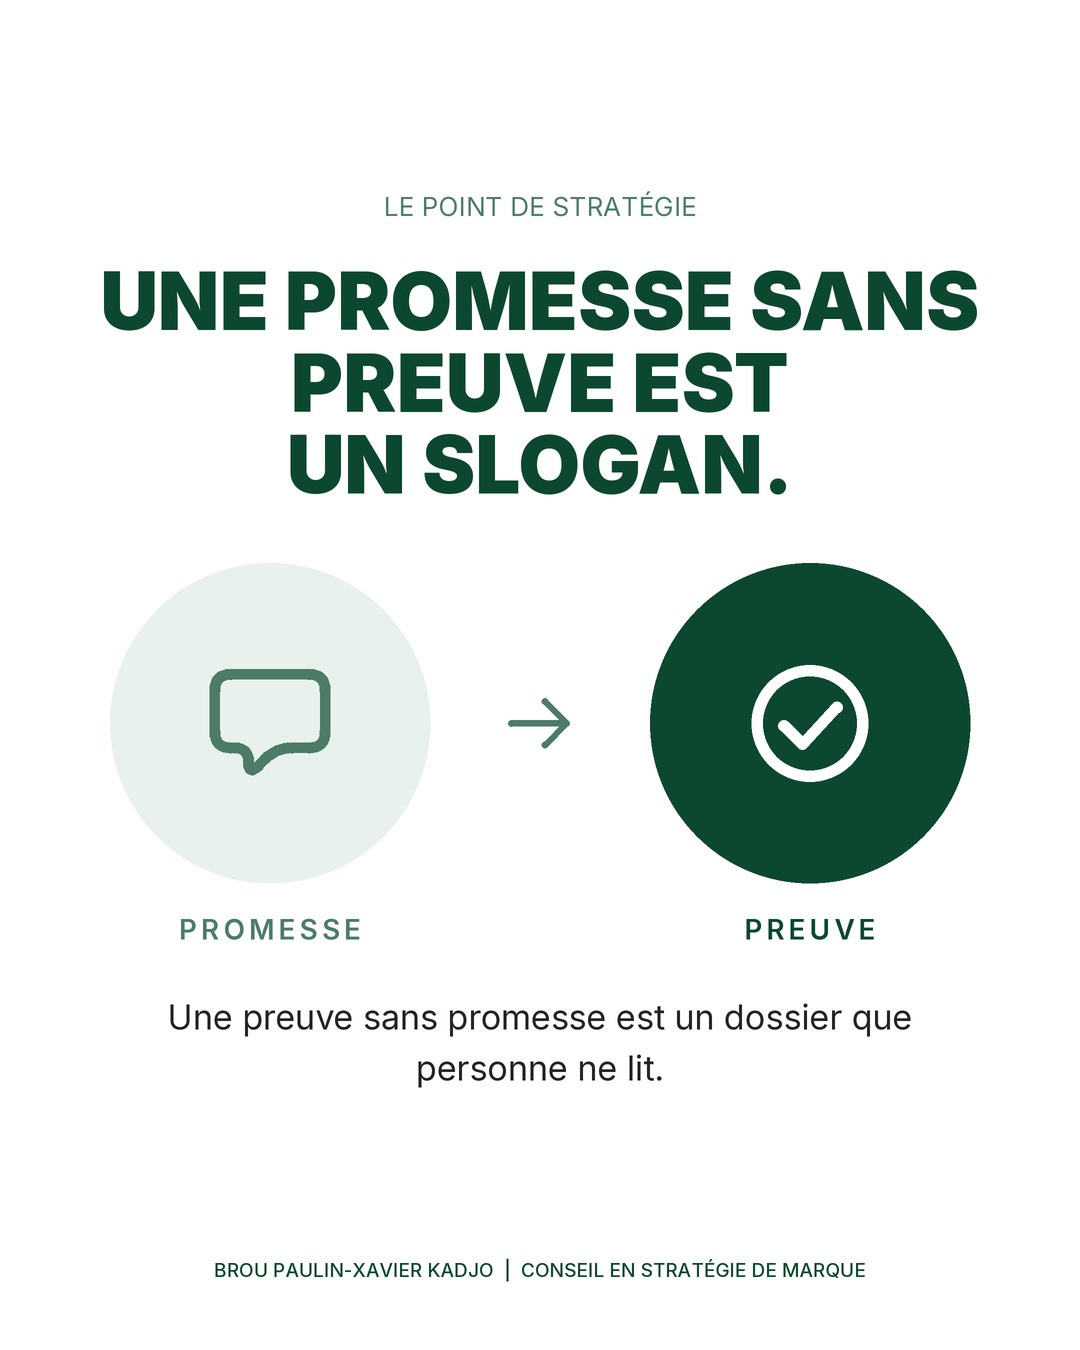 LE POINT DE STRATÉGIE
UNE PROMESSE SANS
PREUVE EST
UN SLOGAN.
PROMESSE
PREUVE
Une preuve sans promesse est un dossier que
personne ne lit.
BROU PAULIN-XAVIER KADJO | CONSEIL EN STRATÉGIE DE MARQUE